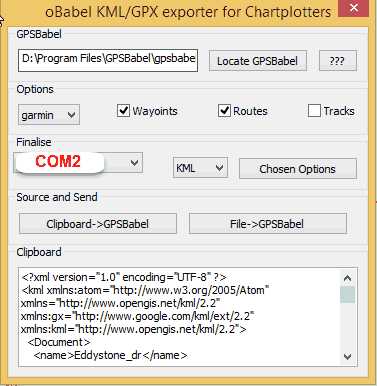 oBabel KML/GPX exporter for Chartplotters
GPSBabel
D:\Program Files\GPSBabel\gpsbabe
Locate GPSBabel
???
Options
garmin
Waypoints
Routes
Tracks
Finalise
COM2
KML
Chosen Options
Source and Send
Clipboard->GPSBabel
File->GPSBabel
Clipboard
<?xml version="1.0" encoding="UTF-8" ?>
<kml xmlns:atom="http://www.w3.org/2005/Atom"
xmlns="http://www.opengis.net/kml/2.2"
xmlns:gx="http://www.google.com/kml/ext/2.2"
xmlns:kml="http://www.opengis.net/kml/2.2">
<Document>
<name>Eddystone_dr</name>